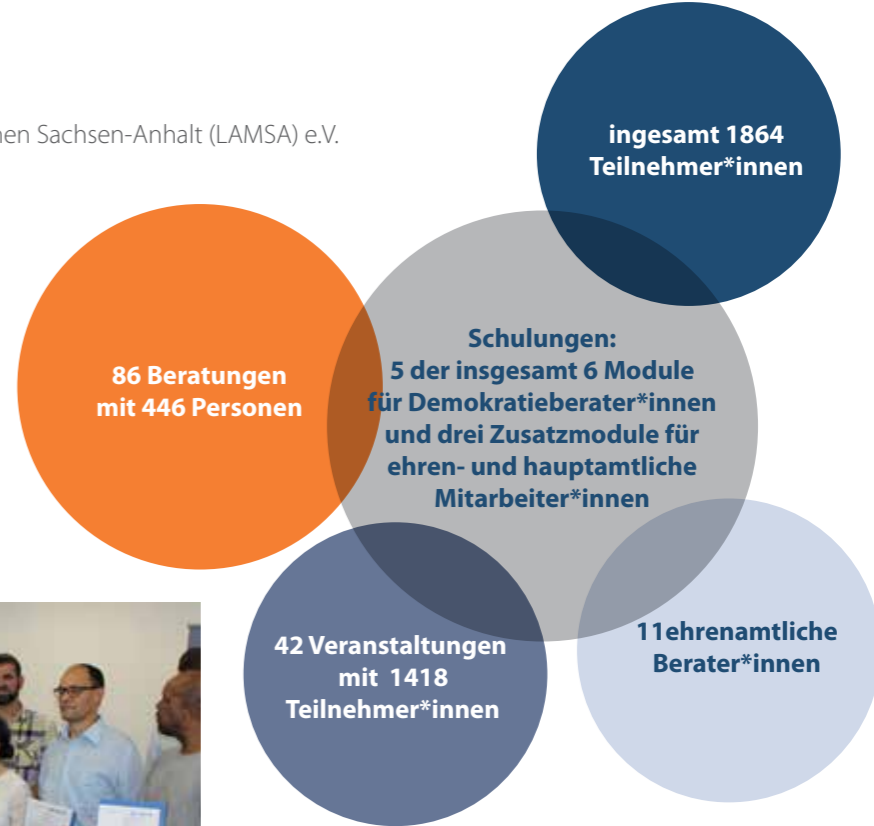 Sachsen-Anhalt (LAMSA) e.V.
ingesamt 1864
Teilnehmer*innen
86 Beratungen
mit 446 Personen
Schulungen:
5 der insgesamt 6 Module
für Demokratieberater*innen
und drei Zusatzmodule für
ehren- und hauptamtliche
Mitarbeiter*innen
42 Veranstaltungen
mit 1418
Teilnehmer*innen
11ehrenamtliche
Berater*innen